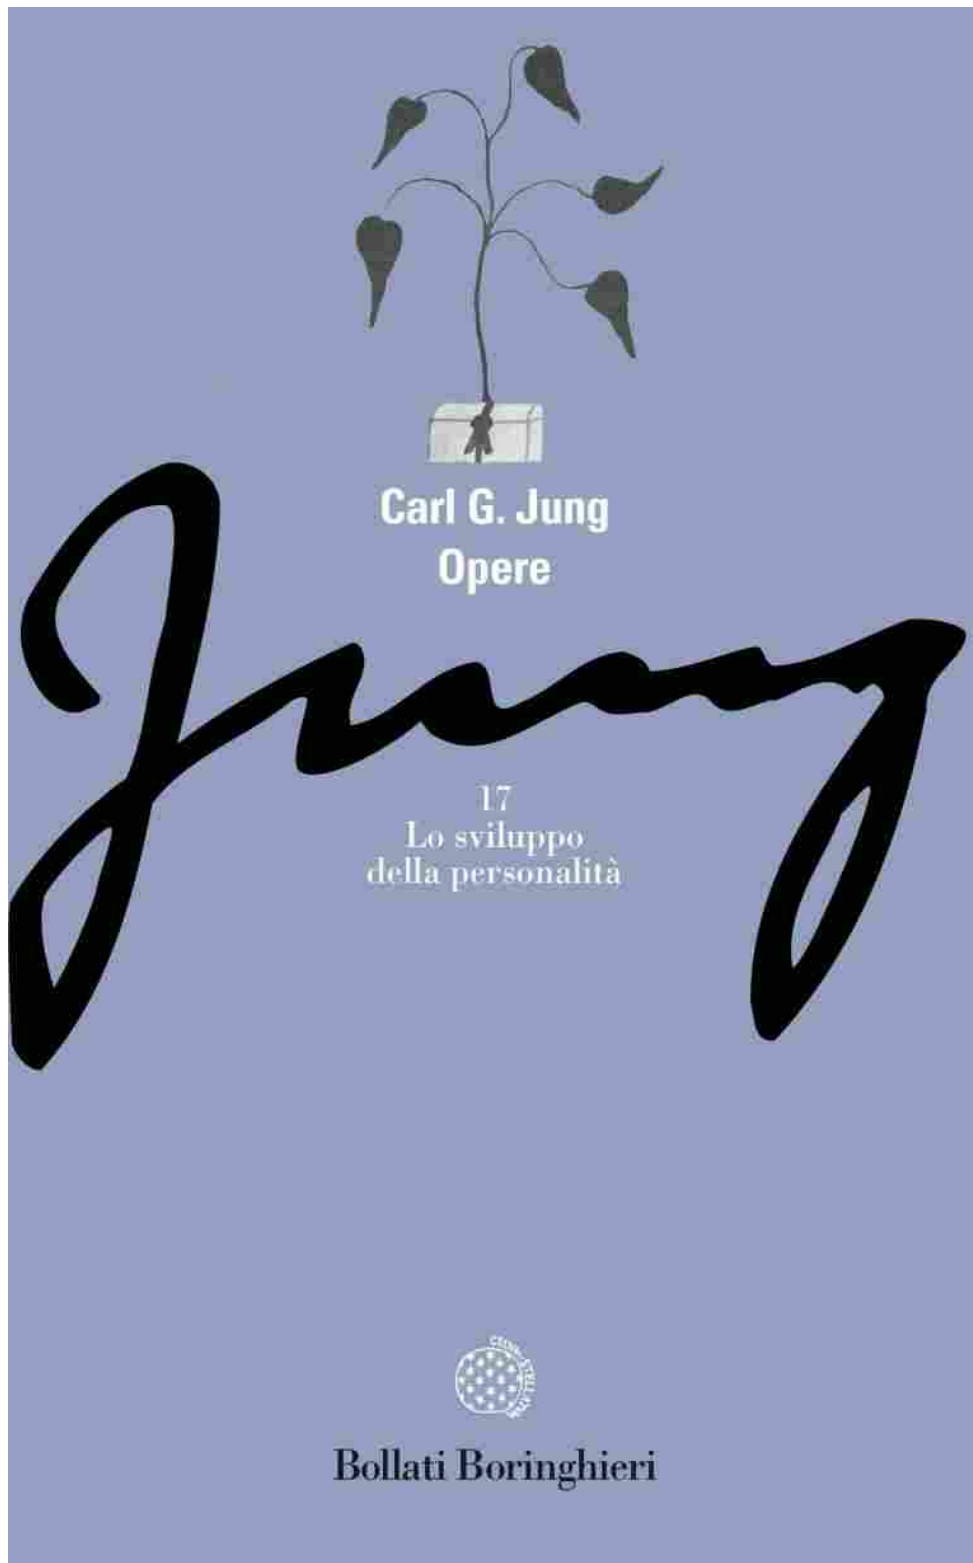 Carl G. Jung
Opere
Jung
17
Lo sviluppo
della personalità
Bollati Boringhieri